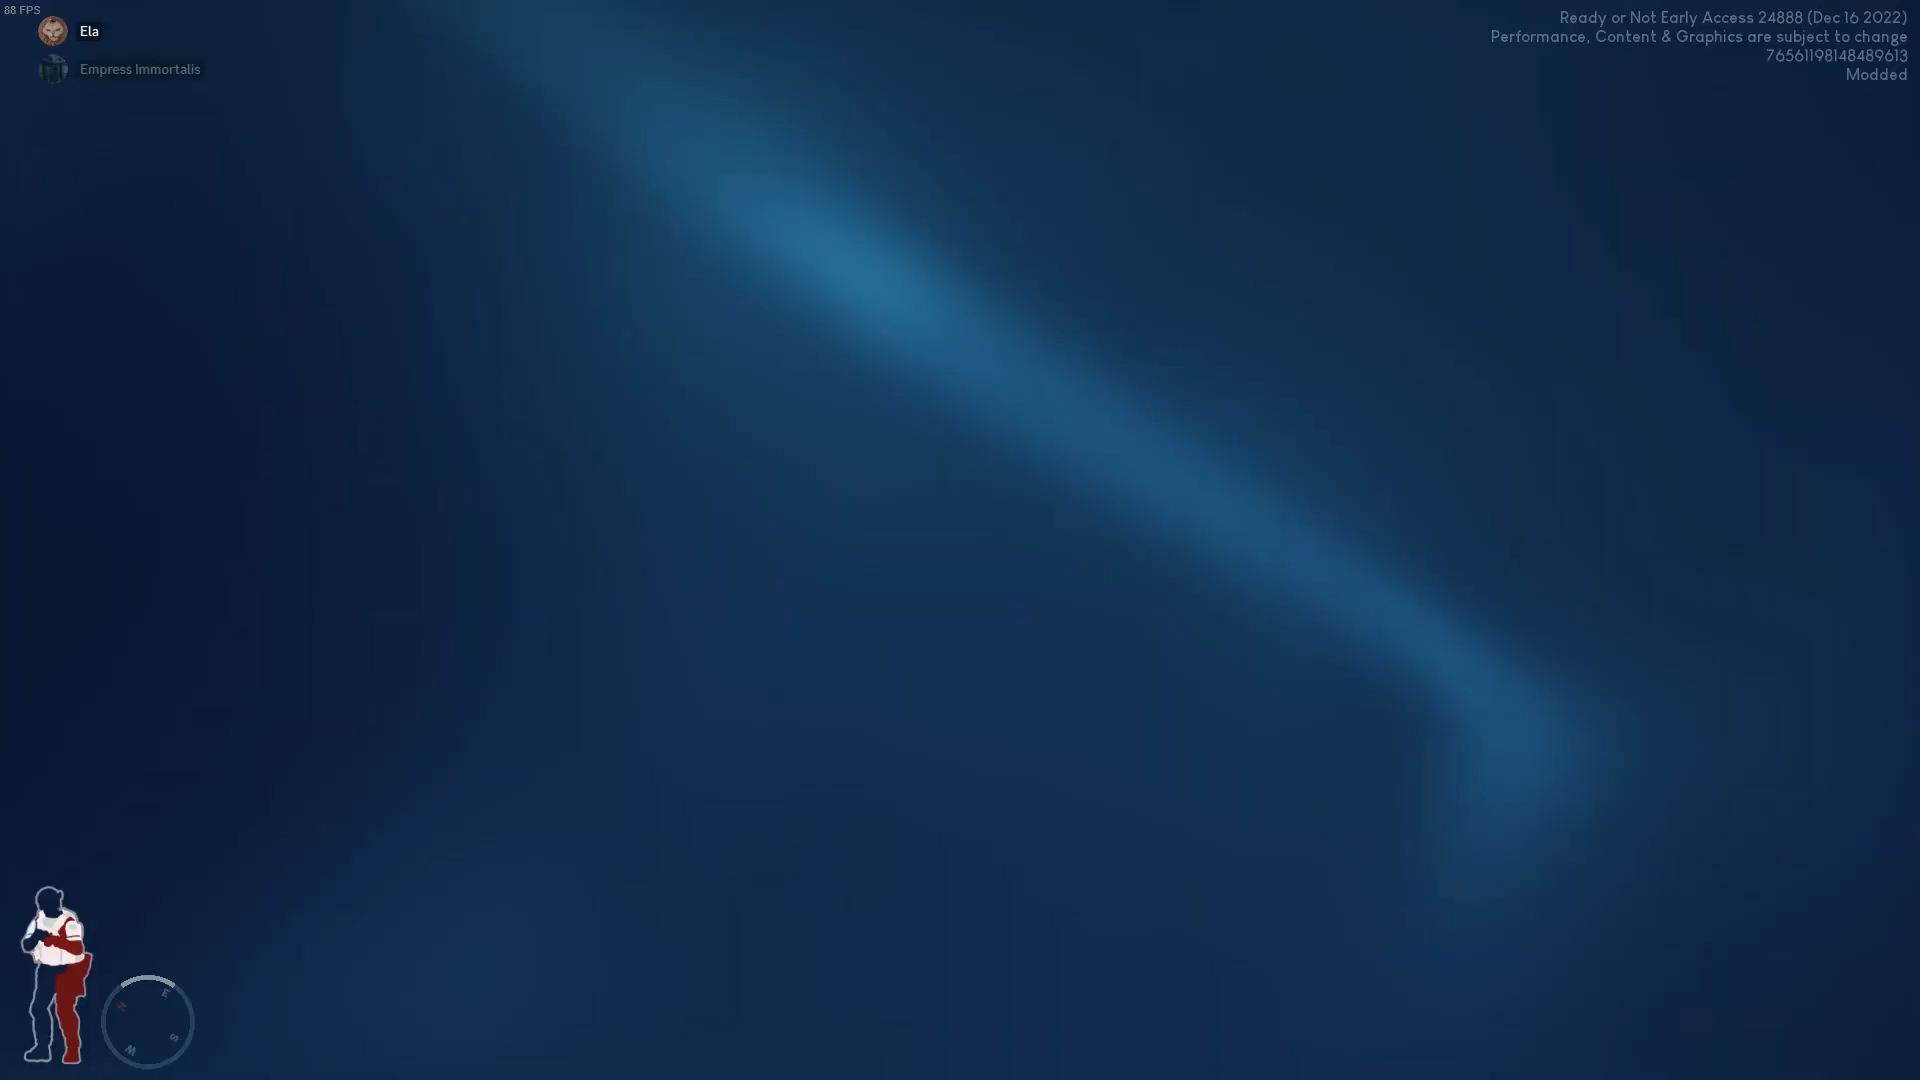 88 FPS
Ela
Empress Immortalis
Ready or Not Early Access 24888 (Dec 16 2022)
Performance, Content & Graphics are subject to change
76561198148489613
Modded
E
N
S
W